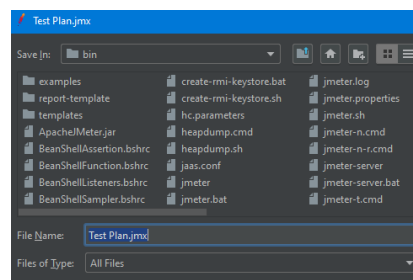 Test Plan.jmx
Save In: bin
examples
report-template
templates
ApacheJMeter.jar
BeanShellAssertion.bshrc
BeanShellFunction.bshrc
BeanShellListeners.bshrc
BeanShellSampler.bshrc
create-rmi-keystore.bat
create-rmi-keystore.sh
hc.parameters
heapdump.cmd
heapdump.sh
jaas.conf
jmeter
jmeter.bat
jmeter.log
jmeter.properties
jmeter.sh
jmeter-n.cmd
jmeter-n-r.cmd
jmeter-server
jmeter-server.bat
jmeter-t.cmd
File Name: Test Plan.jmx
Files of Type: All Files